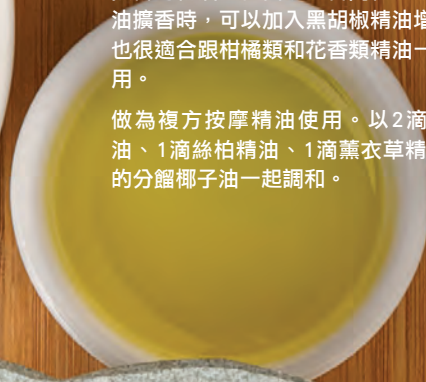 油擴香時，可以加入黑胡椒精油增
也很適合跟柑橘類和花香類精油一
用。
做為複方按摩精油使用。以2滴
油、1滴絲柏精油、1滴薰衣草精
的分餾椰子油一起調和。